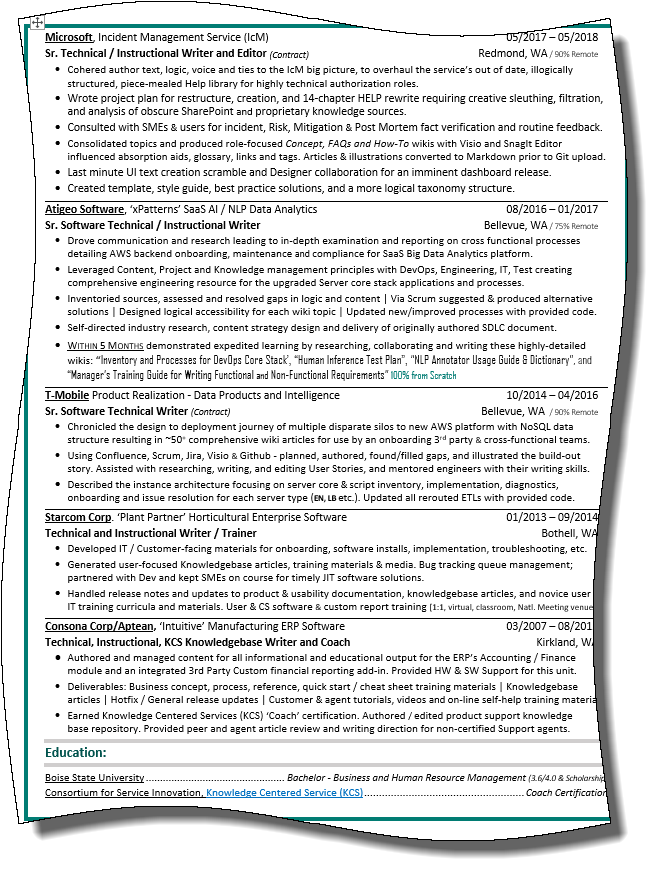 Microsoft, Incident Management Service (IcM) 05/2017 – 05/2018
Sr. Technical / Instructional Writer and Editor (Contract) Redmond, WA / 90% Remote
• Cohered author text, logic, voice and ties to the IcM big picture, to overhaul the service's out of date, illogically
structured, piece-mealed Help library for highly technical authorization roles.
• Wrote project plan for restructure, creation, and 14-chapter HELP rewrite requiring creative sleuthing, filtration,
and analysis of obscure SharePoint and proprietary knowledge sources.
• Consulted with SMEs & users for incident, Risk, Mitigation & Post Mortem fact verification and routine feedback.
• Consolidated topics and produced role-focused Concept, FAQs and How-To wikis with Visio and SnagIt Editor
influenced absorption aids, glossary, links and tags. Articles & illustrations converted to Markdown prior to Git upload.
• Last minute UI text creation scramble and Designer collaboration for an imminent dashboard release.
• Created template, style guide, best practice solutions, and a more logical taxonomy structure.
Atigeo Software, 'xPatterns' SaaS AI / NLP Data Analytics 08/2016 – 01/2017
Sr. Software Technical / Instructional Writer Bellevue, WA / 75% Remote
• Drove communication and research leading to in-depth examination and reporting on cross functional processes
detailing AWS backend onboarding, maintenance and compliance for SaaS Big Data Analytics platform.
• Leveraged Content, Project and Knowledge management principles with DevOps, Engineering, IT, Test creating
comprehensive engineering resource for the upgraded Server core stack applications and processes.
• Inventoried sources, assessed and resolved gaps in logic and content | Via Scrum suggested & produced alternative
solutions | Designed logical accessibility for each wiki topic | Updated new/improved processes with provided code.
• Self-directed industry research, content strategy design and delivery of originally authored SDLC document.
• WITHIN 5 MONTHS demonstrated expedited learning by researching, collaborating and writing these highly-detailed
wikis: "Inventory and Processes for DevOps Core Stack', "Human Inference Test Plan", "NLP Annotator Usage Guide & Dictionary", and
"Manager's Training Guide for Writing Functional and Non-Functional Requirements" 100% from Scratch
T-Mobile Product Realization - Data Products and Intelligence 10/2014 – 04/2016
Sr. Software Technical Writer (Contract) Bellevue, WA / 90% Remote
• Chronicled the design to deployment journey of multiple disparate silos to new AWS platform with NoSQL data
structure resulting in ~50+ comprehensive wiki articles for use by an onboarding 3rd party & cross-functional teams.
• Using Confluence, Scrum, Jira, Visio & Github - planned, authored, found/filled gaps, and illustrated the build-out
story. Assisted with researching, writing, and editing User Stories, and mentored engineers with their writing skills.
• Described the instance architecture focusing on server core & script inventory, implementation, diagnostics,
onboarding and issue resolution for each server type (EN, LB etc.). Updated all rerouted ETLs with provided code.
Starcom Corp. 'Plant Partner' Horticultural Enterprise Software 01/2013 – 09/2014
Technical and Instructional Writer / Trainer Bothell, WA
• Developed IT / Customer-facing materials for onboarding, software installs, implementation, troubleshooting, etc.
• Generated user-focused Knowledgebase articles, training materials & media. Bug tracking queue management;
partnered with Dev and kept SMEs on course for timely JIT software solutions.
• Handled release notes and updates to product & usability documentation, knowledgebase articles, and novice user
IT training curricula and materials. User & CS software & custom report training (1:1, virtual, classroom, Natl. Meeting venue
Consona Corp/Aptean, 'Intuitive' Manufacturing ERP Software 03/2007 – 08/201
Technical, Instructional, KCS Knowledgebase Writer and Coach Kirkland, WA
• Authored and managed content for all informational and educational output for the ERP's Accounting / Finance
module and an integrated 3rd Party Custom financial reporting add-in. Provided HW & SW Support for this unit.
• Deliverables: Business concept, process, reference, quick start / cheat sheet training materials | Knowledgebase
articles | Hotfix / General release updates | Customer & agent tutorials, videos and on-line self-help training materia
• Earned Knowledge Centered Services (KCS) 'Coach' certification. Authored / edited product support knowledge
base repository. Provided peer and agent article review and writing direction for non-certified Support agents.
Education:
Boise State University ................................................ Bachelor - Business and Human Resource Management (3.6/4.0 & Scholarship
Consortium for Service Innovation, Knowledge Centered Service (KCS) ........................................................ Coach Certification